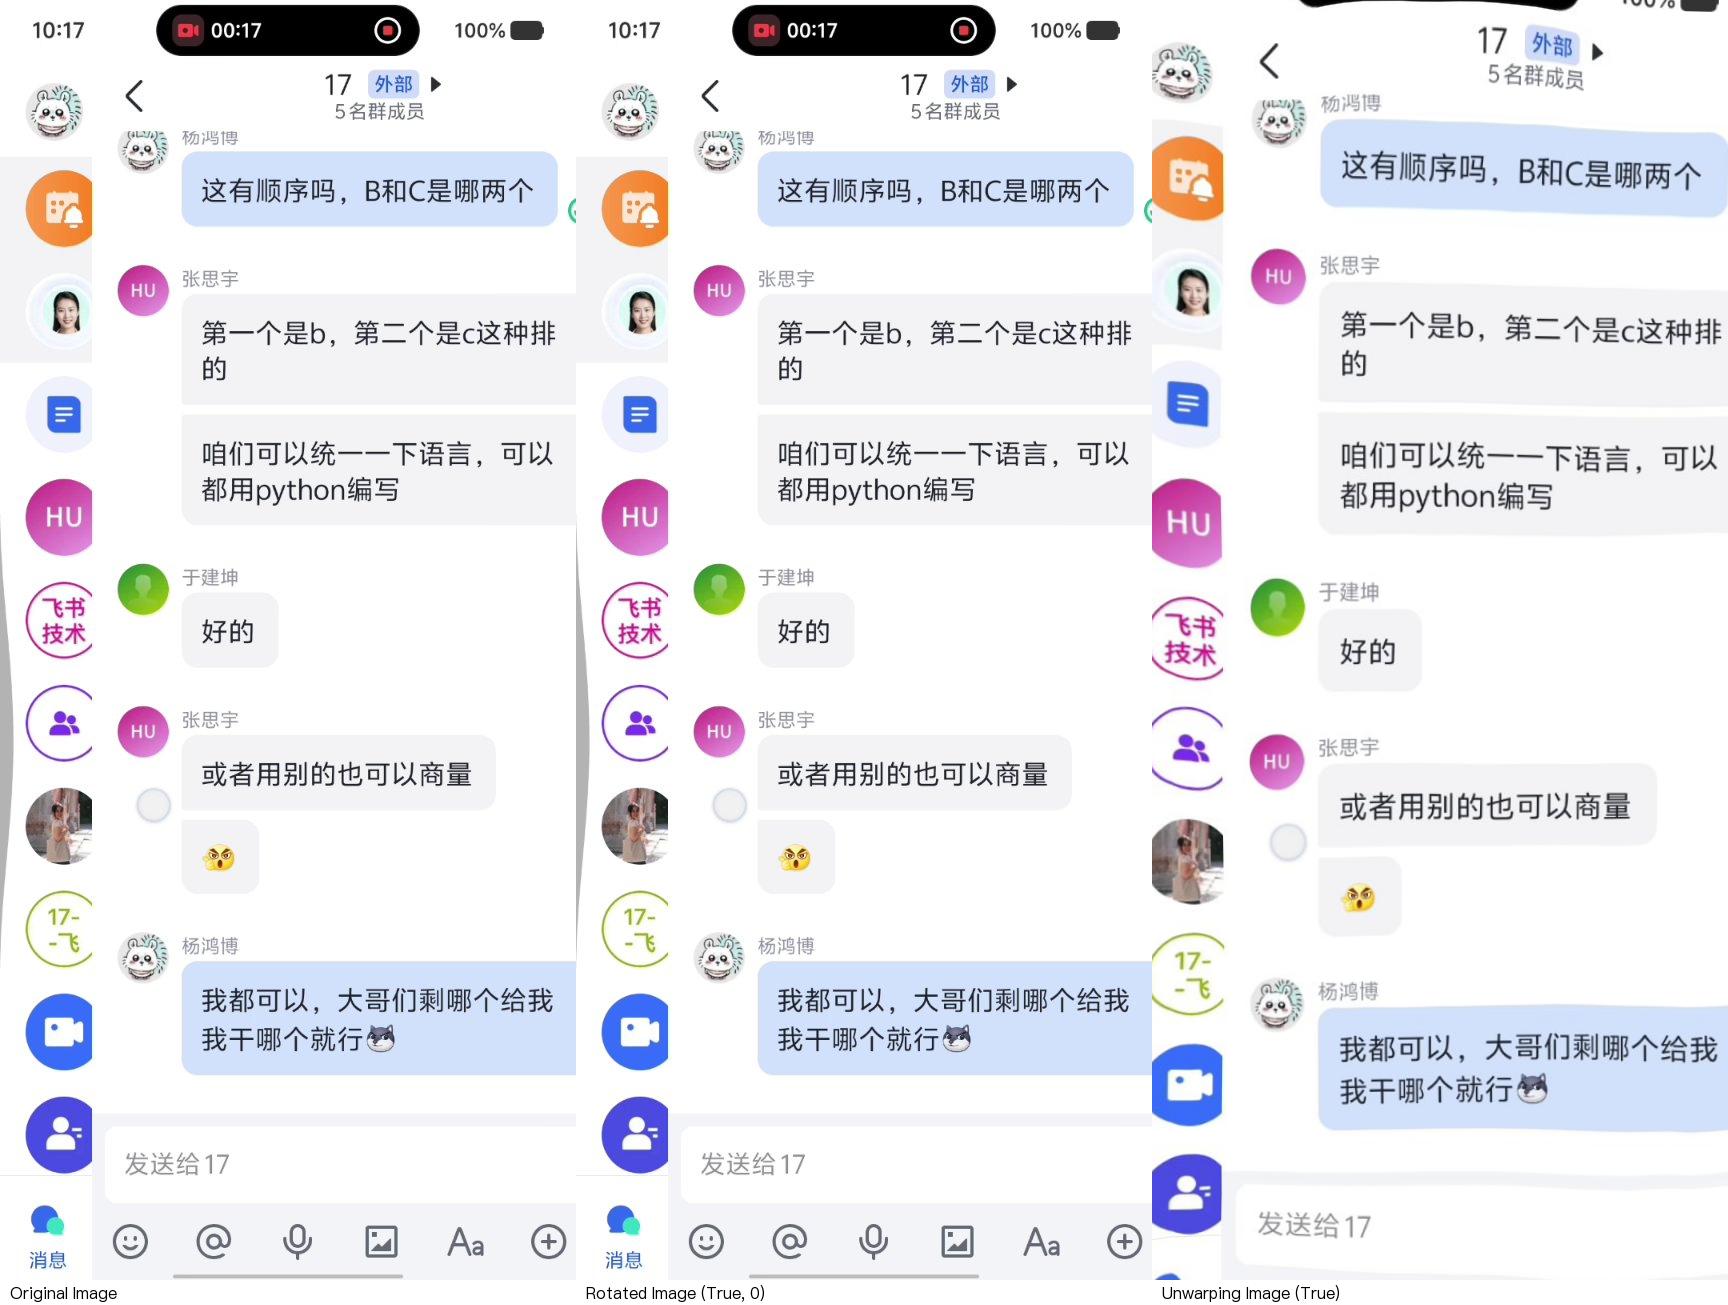 10:17
00:17
100%
17 外部
5名群成员
杨鸿博
这有顺序吗，B和C是哪两个
HU
张思宇
第一个是b，第二个是c这种排
的
咱们可以统一一下语言，可以
都用python编写
HU
飞书
技术
于建坤
好的
HU
张思宇
或者用别的也可以商量
17-
-飞
杨鸿博
我都可以，大哥们剩哪个给我
我干哪个就行
发送给17
消息
@
Aa
Original Image
10:17
00:17
100%
17 外部
5名群成员
杨鸿博
这有顺序吗，B和C是哪两个
HU
张思宇
第一个是b，第二个是c这种排
的
咱们可以统一一下语言，可以
都用python编写
HU
飞书
技术
于建坤
好的
HU
张思宇
或者用别的也可以商量
17-
-飞
杨鸿博
我都可以，大哥们剩哪个给我
我干哪个就行
发送给17
消息
@
Aa
Rotated Image (True, 0)
100%
17 外部
5名群成员
杨鸿博
这有顺序吗，B和C是哪两个
HU
张思宇
第一个是b，第二个是c这种排
的
咱们可以统一一下语言，可以
都用python编写
HU
飞书
技术
于建坤
好的
HU
张思宇
或者用别的也可以商量
17-
-飞
杨鸿博
我都可以，大哥们剩哪个给我
我干哪个就行
发送给17
Unwarping Image (True)